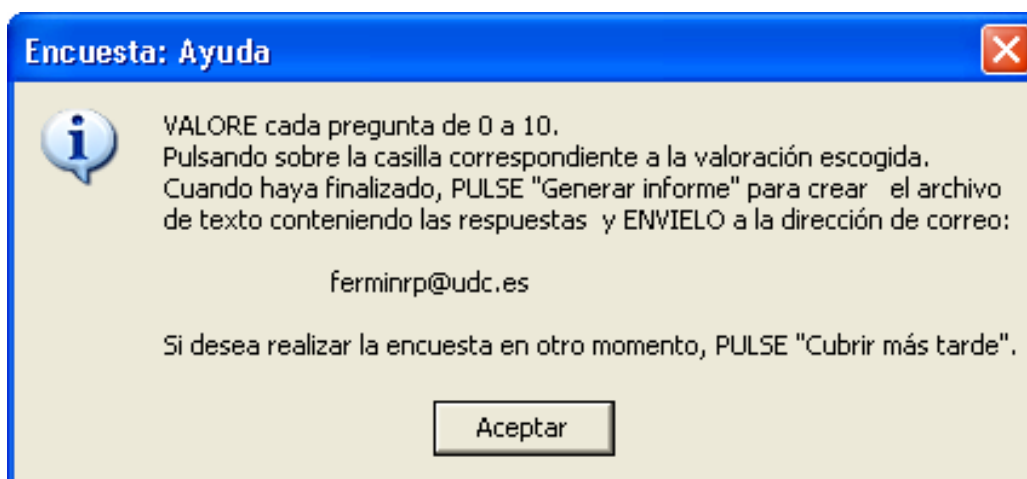 Encuesta: Ayuda
VALORE cada pregunta de 0 a 10.
Pulsando sobre la casilla correspondiente a la valoración escogida.
Cuando haya finalizado, PULSE "Generar informe" para crear   el archivo
de texto conteniendo las respuestas  y ENVIELO a la dirección de correo:
ferminrp@udc.es
Si desea realizar la encuesta en otro momento, PULSE "Cubrir más tarde".
Aceptar